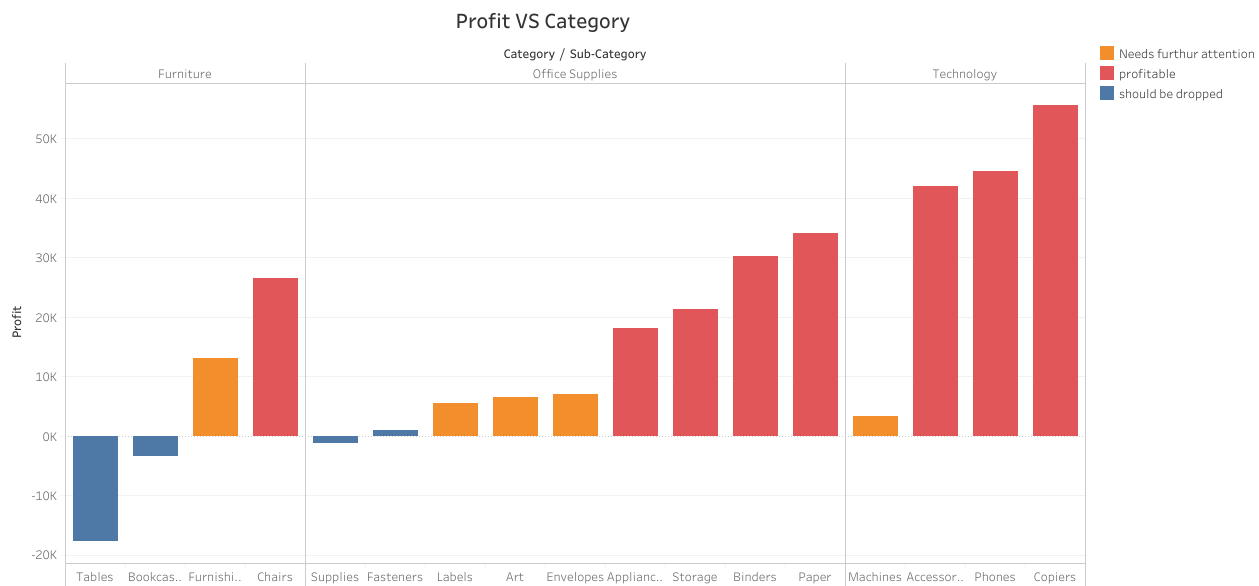 Profit VS Category
Category / Sub-Category
Furniture
Office Supplies
Technology
Needs furthur attention
profitable
should be dropped
Profit
50K
40K
30K
20K
10K
0K
-10K
-20K
Tables Bookcas.. Furnishi.. Chairs Supplies Fasteners Labels Art Envelopes Applianc.. Storage Binders Paper Machines Accessor.. Phones Copiers